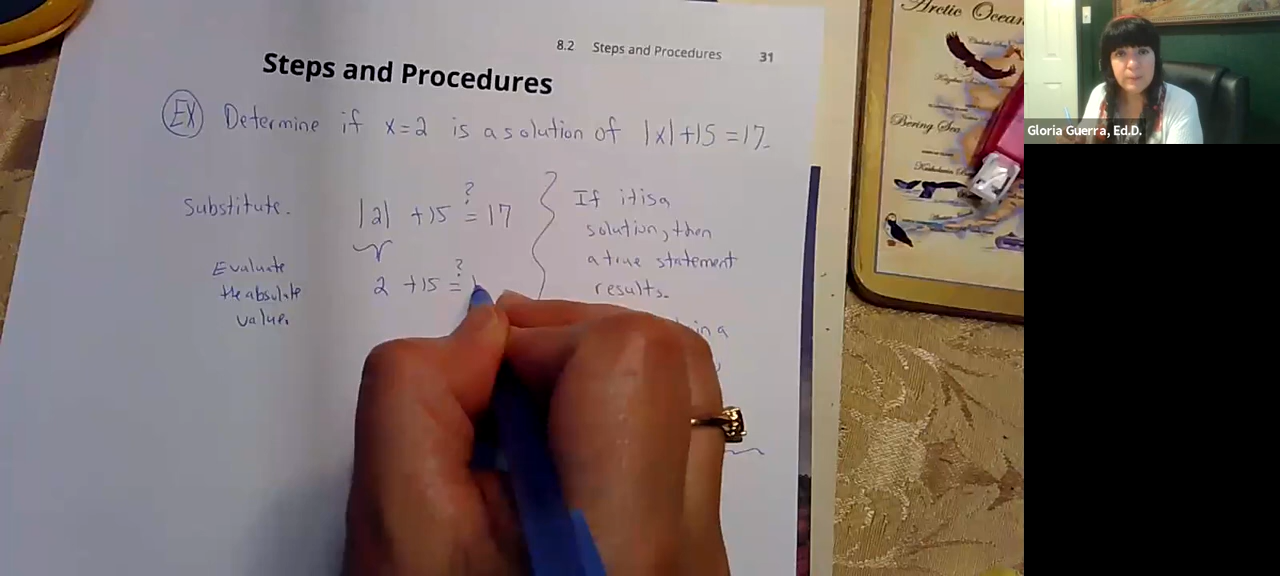 8.2 Steps and Procedures 31
Steps and Procedures
EX Determine if x=2 is a solution of |x|+15=17
Substitute. |2| +15 ?= 17
If it is a
solution, then
a true statement
results.
Evaluate
the absolute
value.
2 +15 ?= 1
in a
Arctic Ocean
Bering Sea
Gloria Guerra, Ed.D.